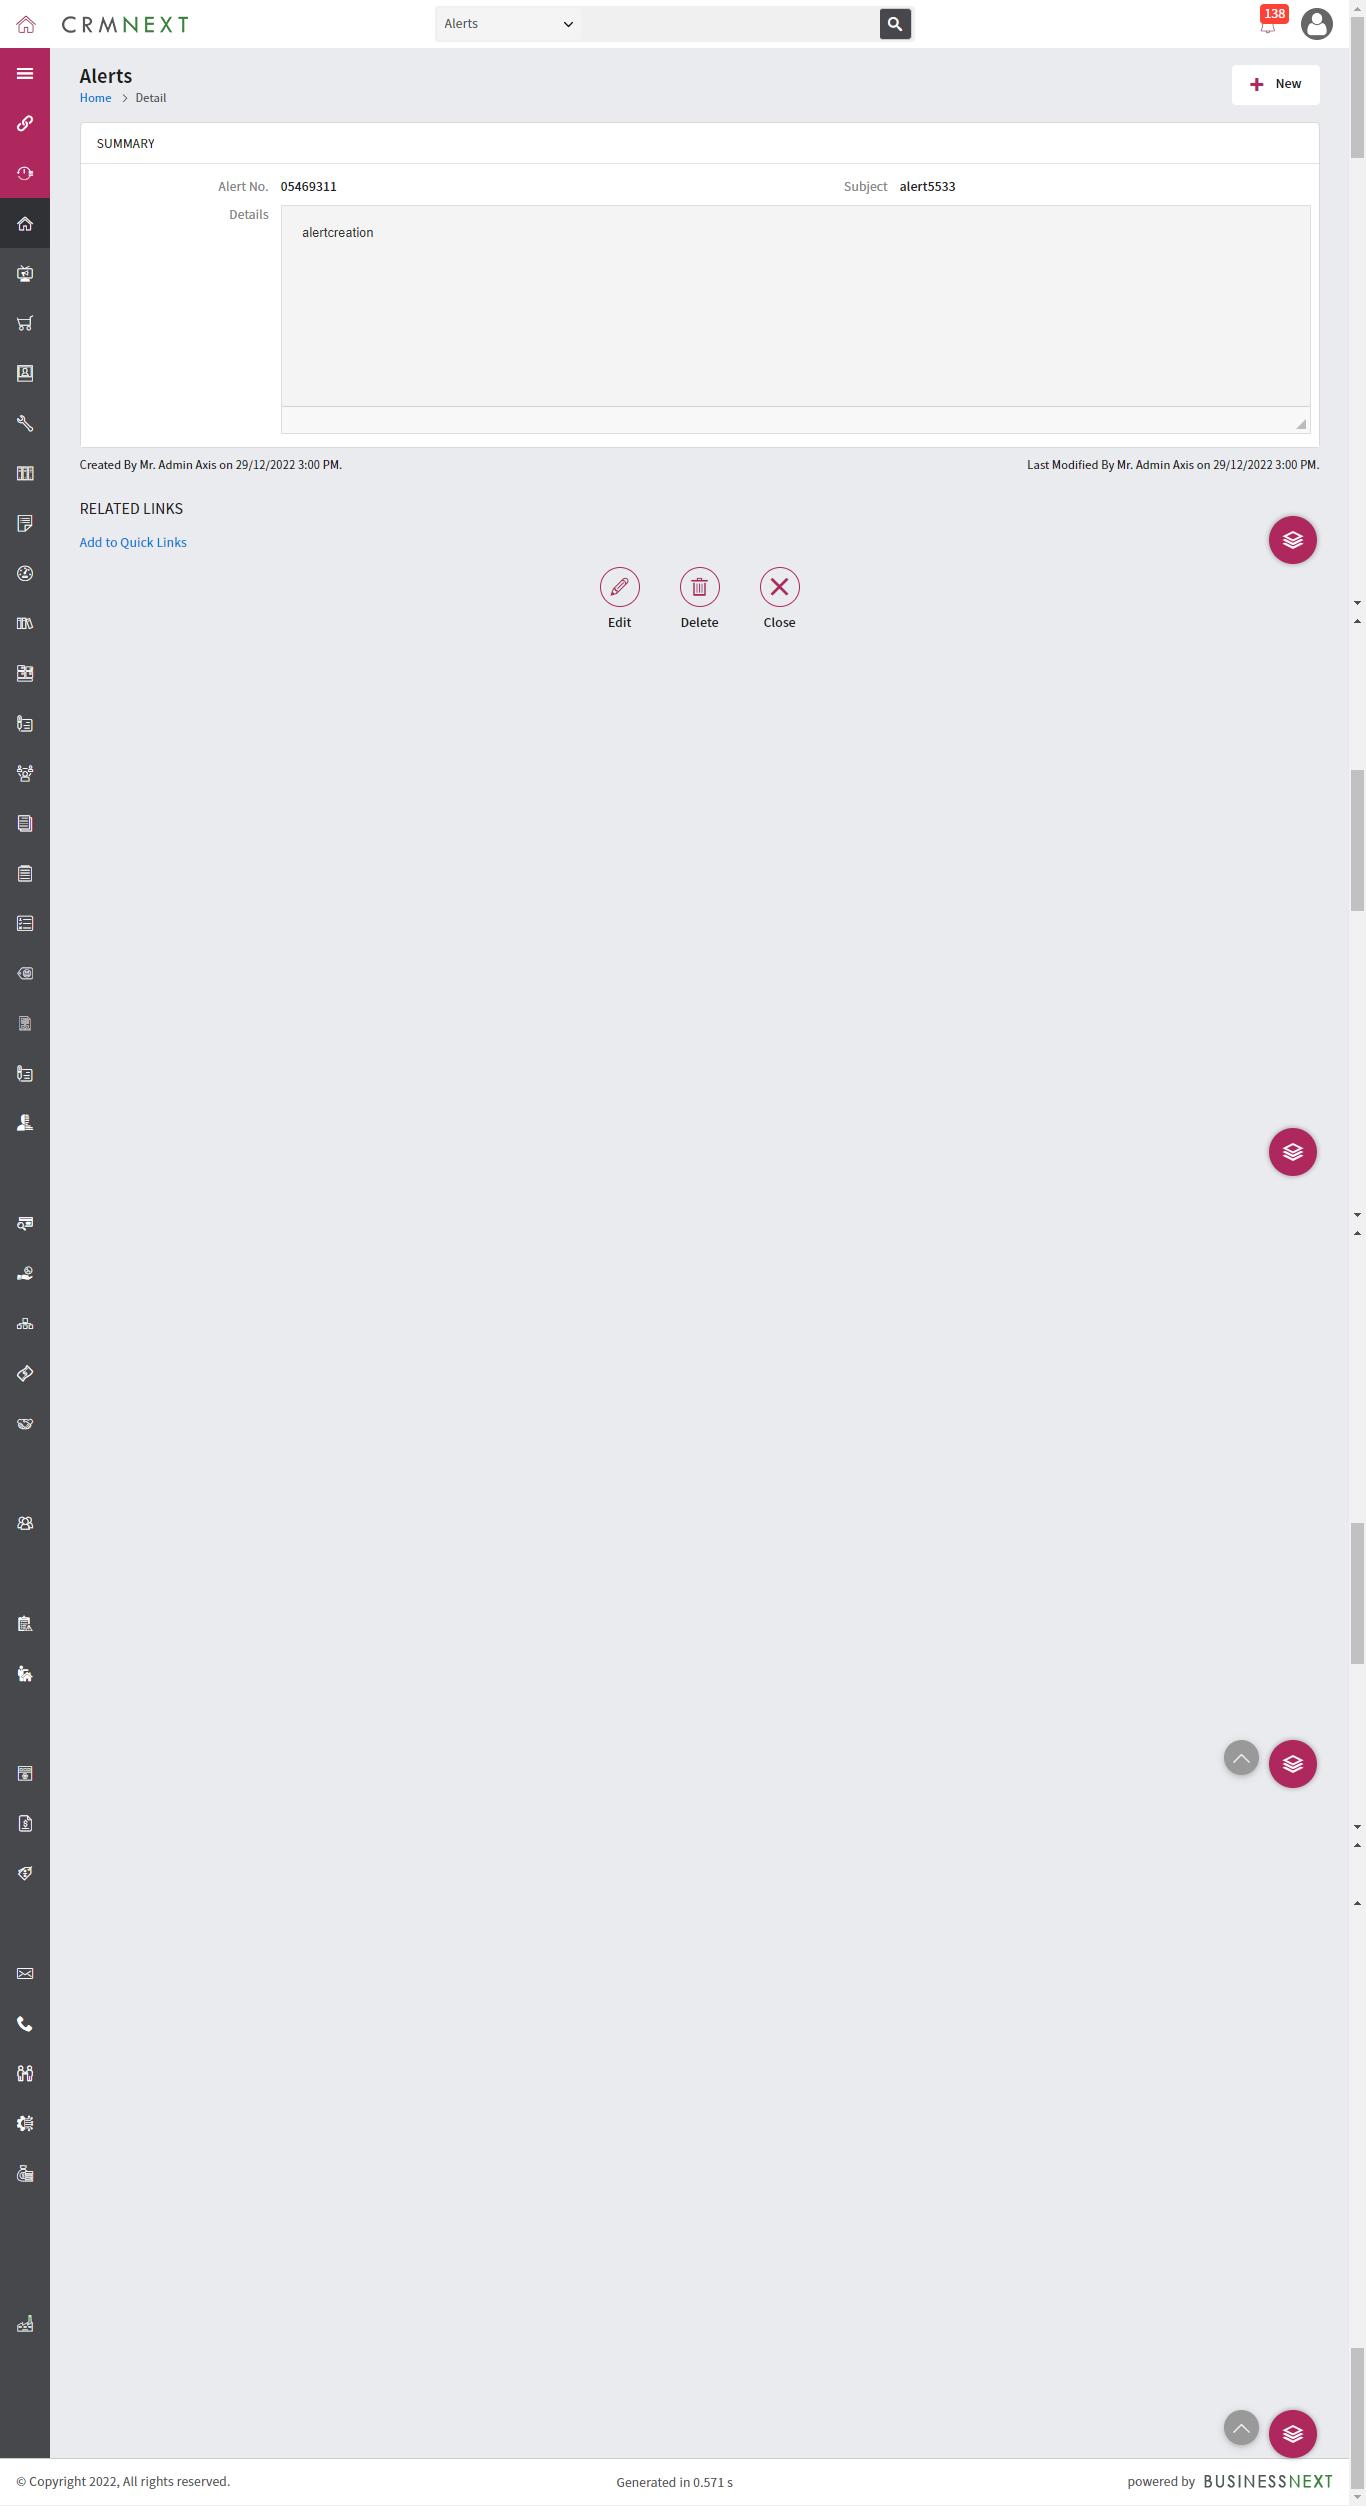 CRMNEXT
Alerts
138
Alerts
Home > Detail
New
SUMMARY
Alert No. 05469311
Subject alert5533
Details
alertcreation
Created By Mr. Admin Axis on 29/12/2022 3:00 PM.
Last Modified By Mr. Admin Axis on 29/12/2022 3:00 PM.
RELATED LINKS
Add to Quick Links
Edit
Delete
Close
© Copyright 2022, All rights reserved.
Generated in 0.571 s
powered by BUSINESSNEXT